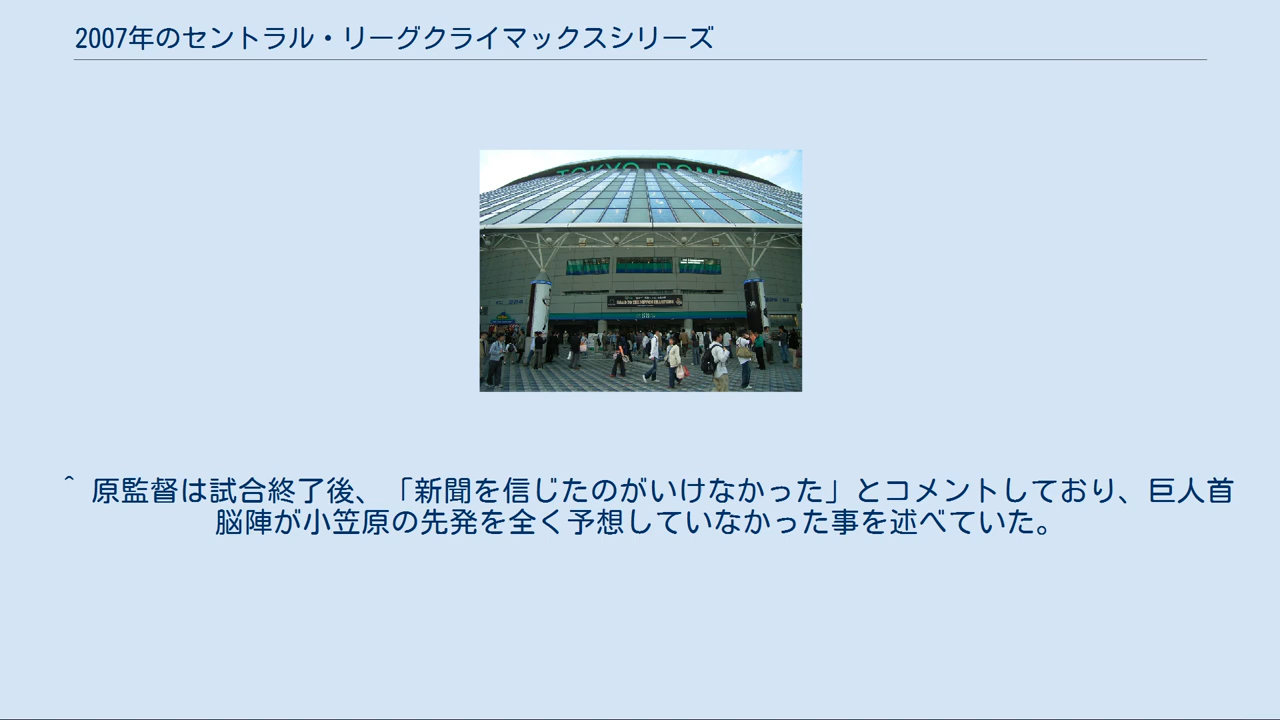 2007年のセントラル・リーグクライマックスシリーズ
TOKYO DOME
^ 原監督は試合終了後、「新聞を信じたのがいけなかった」とコメントしており、巨人首
脳陣が小笠原の先発を全く予想していなかった事を述べていた。